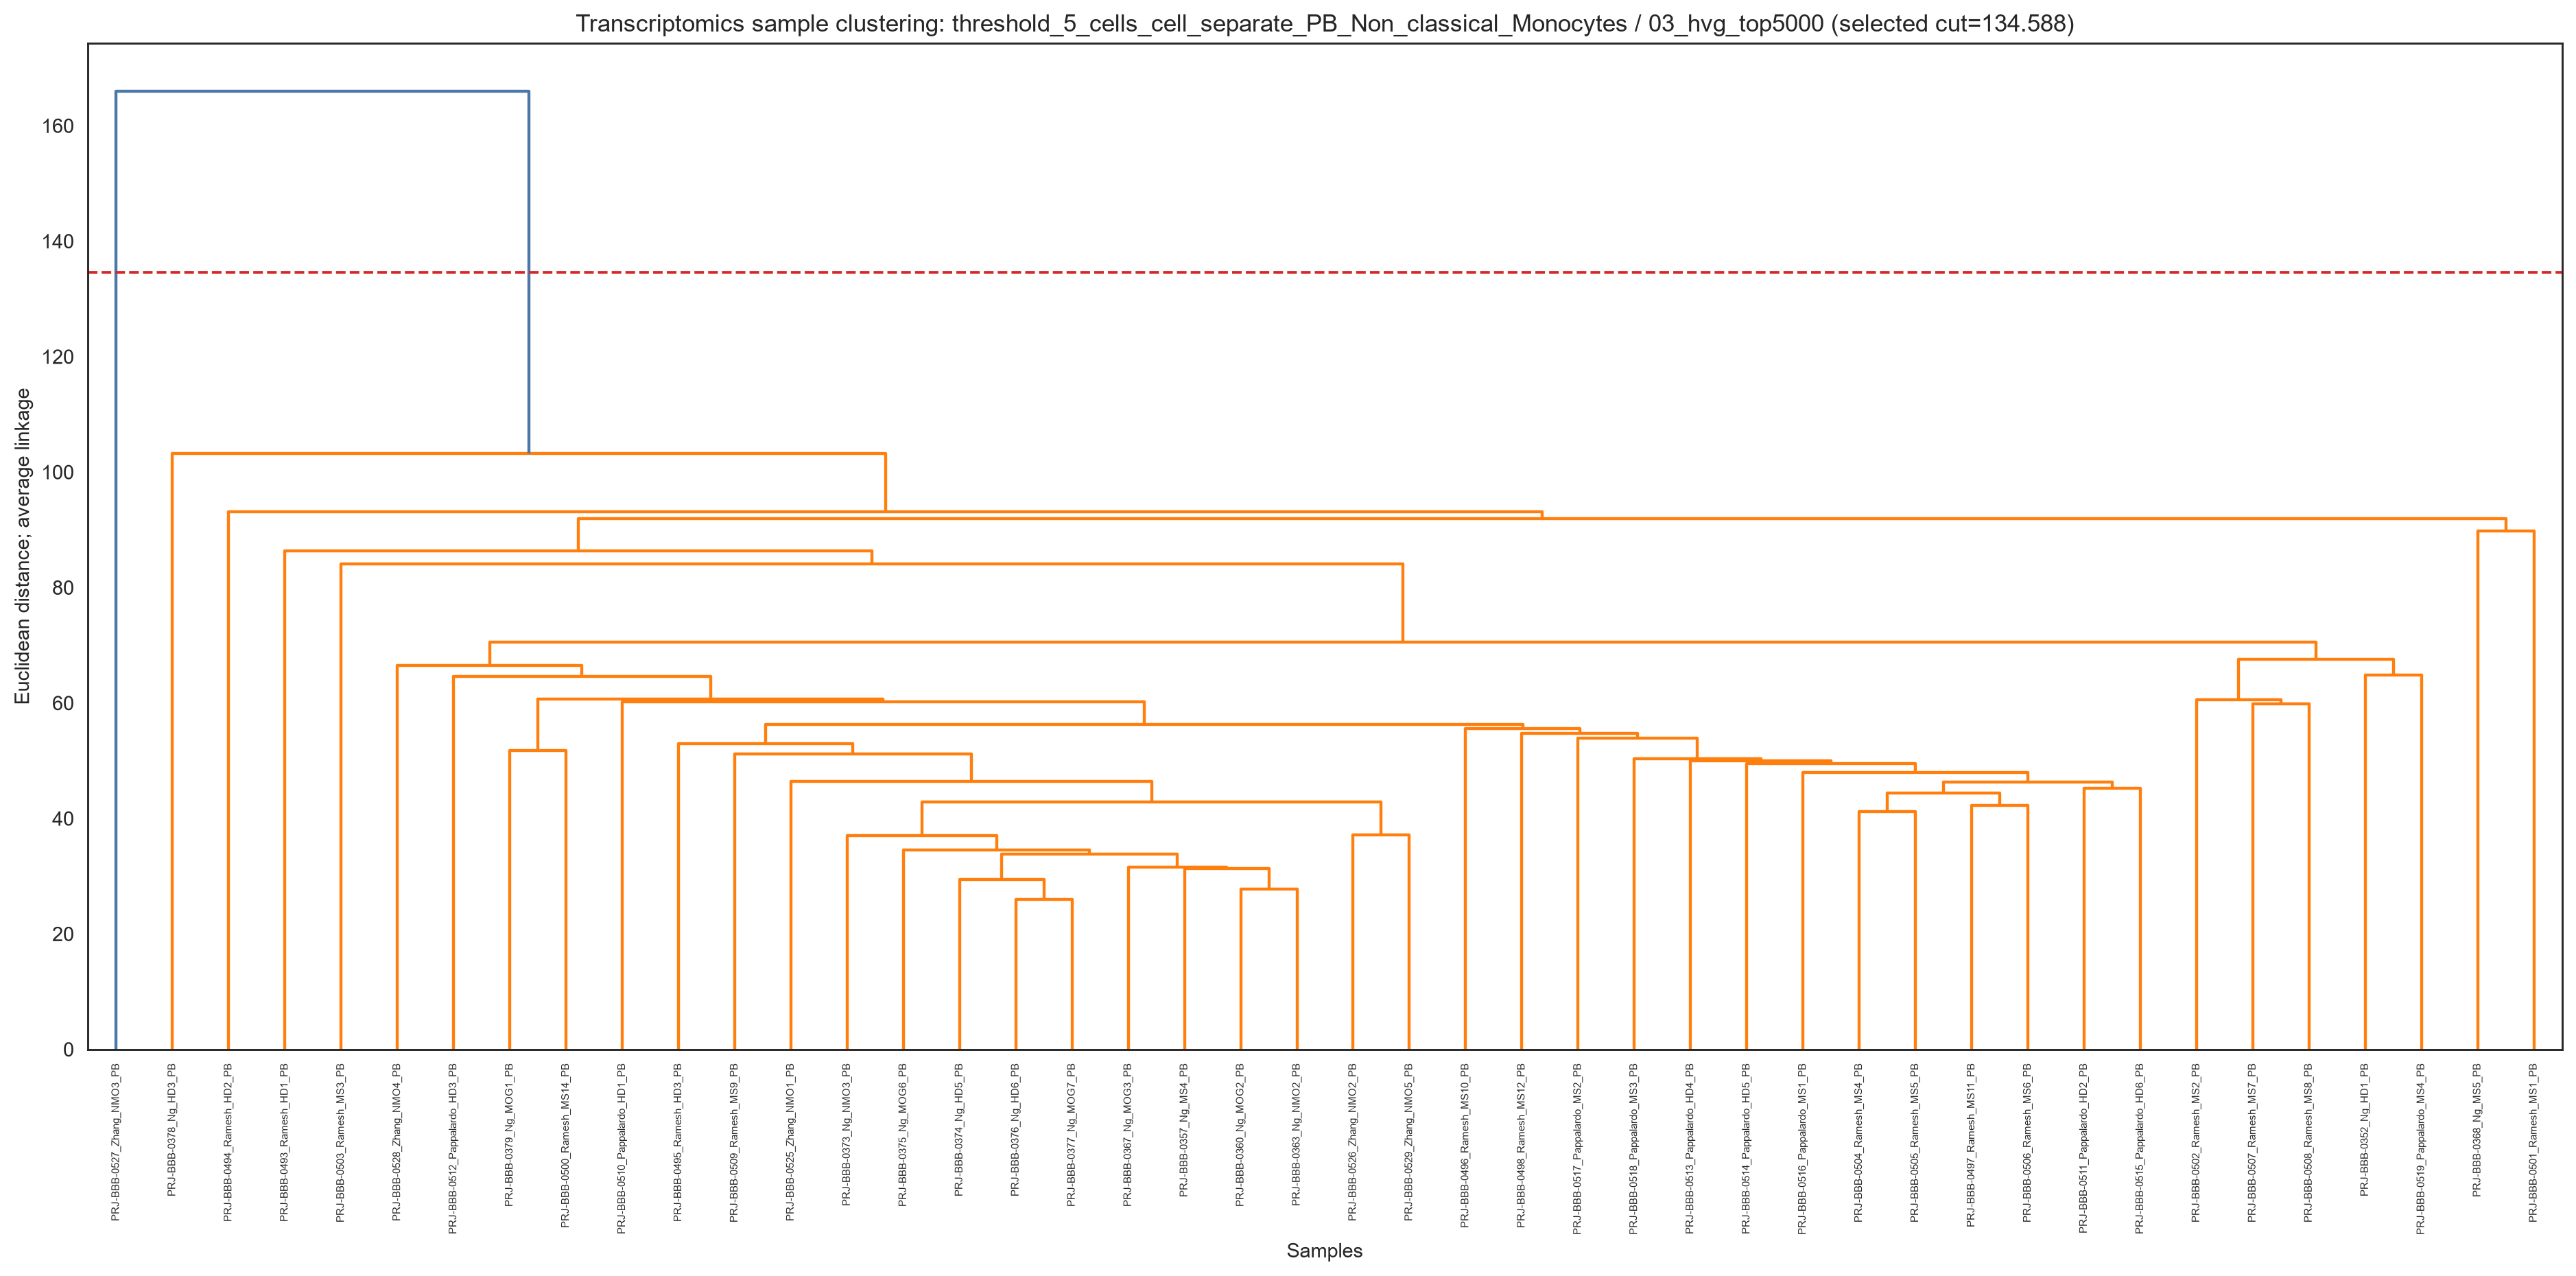 Transcriptomics sample clustering: threshold_5_cells_cell_separate_PB_Non_classical_Monocytes / 03_hvg_top5000 (selected cut=134.588)
Euclidean distance; average linkage
160
140
120
100
80
60
40
20
0
PRJ-BBB-0527_Zhang_NMO3_PB
PRJ-BBB-0378_Ng_HD3_PB
PRJ-BBB-0494_Ramesh_HD2_PB
PRJ-BBB-0493_Ramesh_HD1_PB
PRJ-BBB-0503_Ramesh_MS3_PB
PRJ-BBB-0528_Zhang_NMO4_PB
PRJ-BBB-0512_Pappalardo_HD3_PB
PRJ-BBB-0379_Ng_MOG1_PB
PRJ-BBB-0500_Ramesh_MS14_PB
PRJ-BBB-0510_Pappalardo_HD1_PB
PRJ-BBB-0495_Ramesh_HD3_PB
PRJ-BBB-0509_Ramesh_MS9_PB
PRJ-BBB-0525_Zhang_NMO1_PB
PRJ-BBB-0373_Ng_NMO3_PB
PRJ-BBB-0375_Ng_MOG6_PB
PRJ-BBB-0374_Ng_HD5_PB
PRJ-BBB-0376_Ng_HD6_PB
PRJ-BBB-0377_Ng_MOG7_PB
PRJ-BBB-0367_Ng_MOG3_PB
PRJ-BBB-0357_Ng_MS4_PB
PRJ-BBB-0360_Ng_MOG2_PB
PRJ-BBB-0363_Ng_NMO2_PB
PRJ-BBB-0526_Zhang_NMO2_PB
PRJ-BBB-0529_Zhang_NMO5_PB
PRJ-BBB-0496_Ramesh_MS10_PB
PRJ-BBB-0498_Ramesh_MS12_PB
PRJ-BBB-0517_Pappalardo_MS2_PB
PRJ-BBB-0518_Pappalardo_MS3_PB
PRJ-BBB-0513_Pappalardo_HD4_PB
PRJ-BBB-0514_Pappalardo_HD5_PB
PRJ-BBB-0516_Pappalardo_MS1_PB
PRJ-BBB-0504_Ramesh_MS4_PB
PRJ-BBB-0505_Ramesh_MS5_PB
PRJ-BBB-0497_Ramesh_MS11_PB
PRJ-BBB-0506_Ramesh_MS6_PB
PRJ-BBB-0511_Pappalardo_HD2_PB
PRJ-BBB-0515_Pappalardo_HD6_PB
PRJ-BBB-0502_Ramesh_MS2_PB
PRJ-BBB-0507_Ramesh_MS7_PB
PRJ-BBB-0508_Ramesh_MS8_PB
PRJ-BBB-0352_Ng_HD1_PB
PRJ-BBB-0519_Pappalardo_MS4_PB
PRJ-BBB-0368_Ng_MS5_PB
PRJ-BBB-0501_Ramesh_MS1_PB
Samples